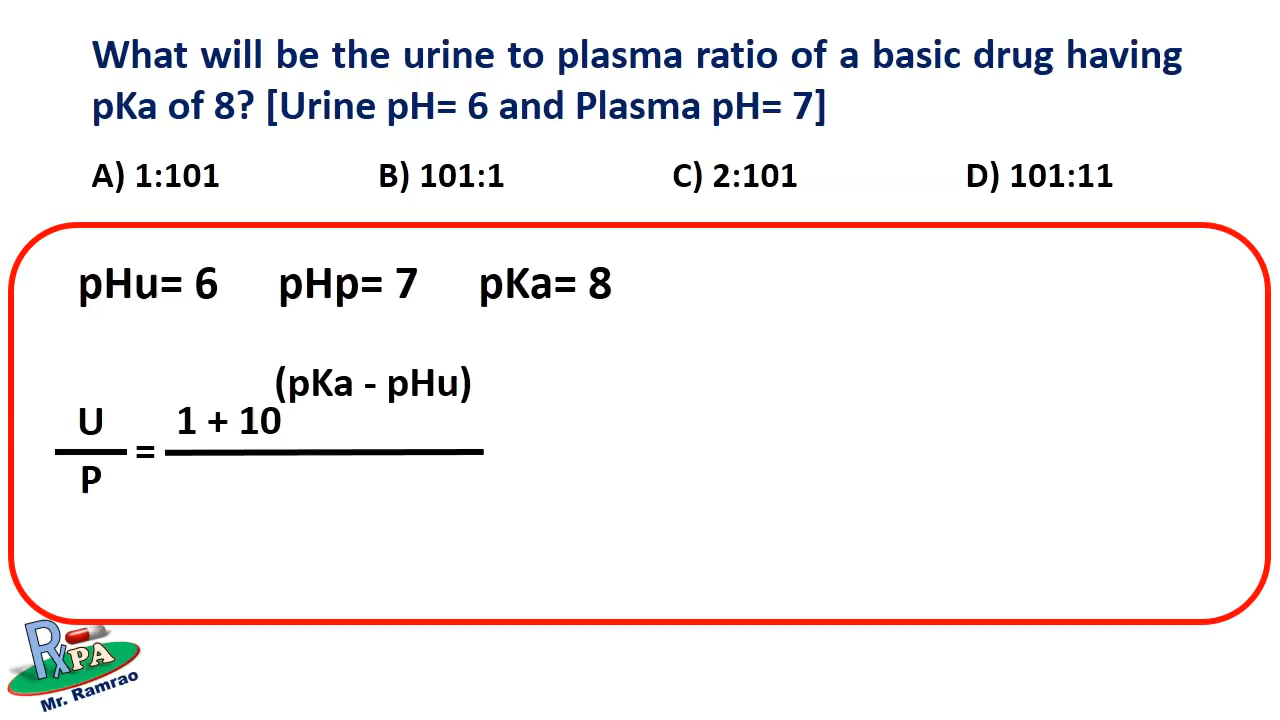 What will be the urine to plasma ratio of a basic drug having
pKa of 8? [Urine pH= 6 and Plasma pH= 7]
A) 1:101 B) 101:1 C) 2:101 D) 101:11
pHu= 6 pHp= 7 pKa= 8
(pKa - pHu)
U = 1 + 10
P
Rx PA
Mr. Ramrao